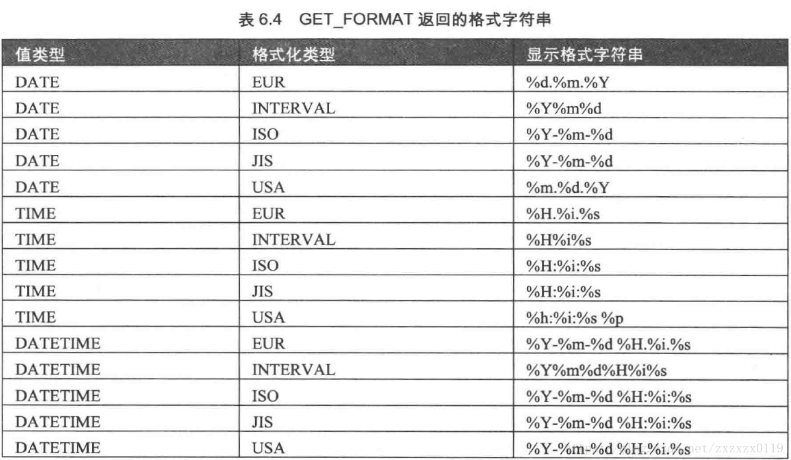 表 6.4 GET_FORMAT 返回的格式字符串
值类型 格式化类型 显示格式字符串
DATE EUR %d.%m.%Y
DATE INTERVAL %Y%m%d
DATE ISO %Y-%m-%d
DATE JIS %Y-%m-%d
DATE USA %m.%d.%Y
TIME EUR %H.%i.%s
TIME INTERVAL %H%i%s
TIME ISO %H:%i:%s
TIME JIS %H:%i:%s
TIME USA %h:%i:%s %p
DATETIME EUR %Y-%m-%d %H.%i.%s
DATETIME INTERVAL %Y%m%d%H%i%s
DATETIME ISO %Y-%m-%d %H:%i:%s
DATETIME JIS %Y-%m-%d %H:%i:%s
DATETIME USA %Y-%m-%d %H.%i.%s
net/zxzxzx0119